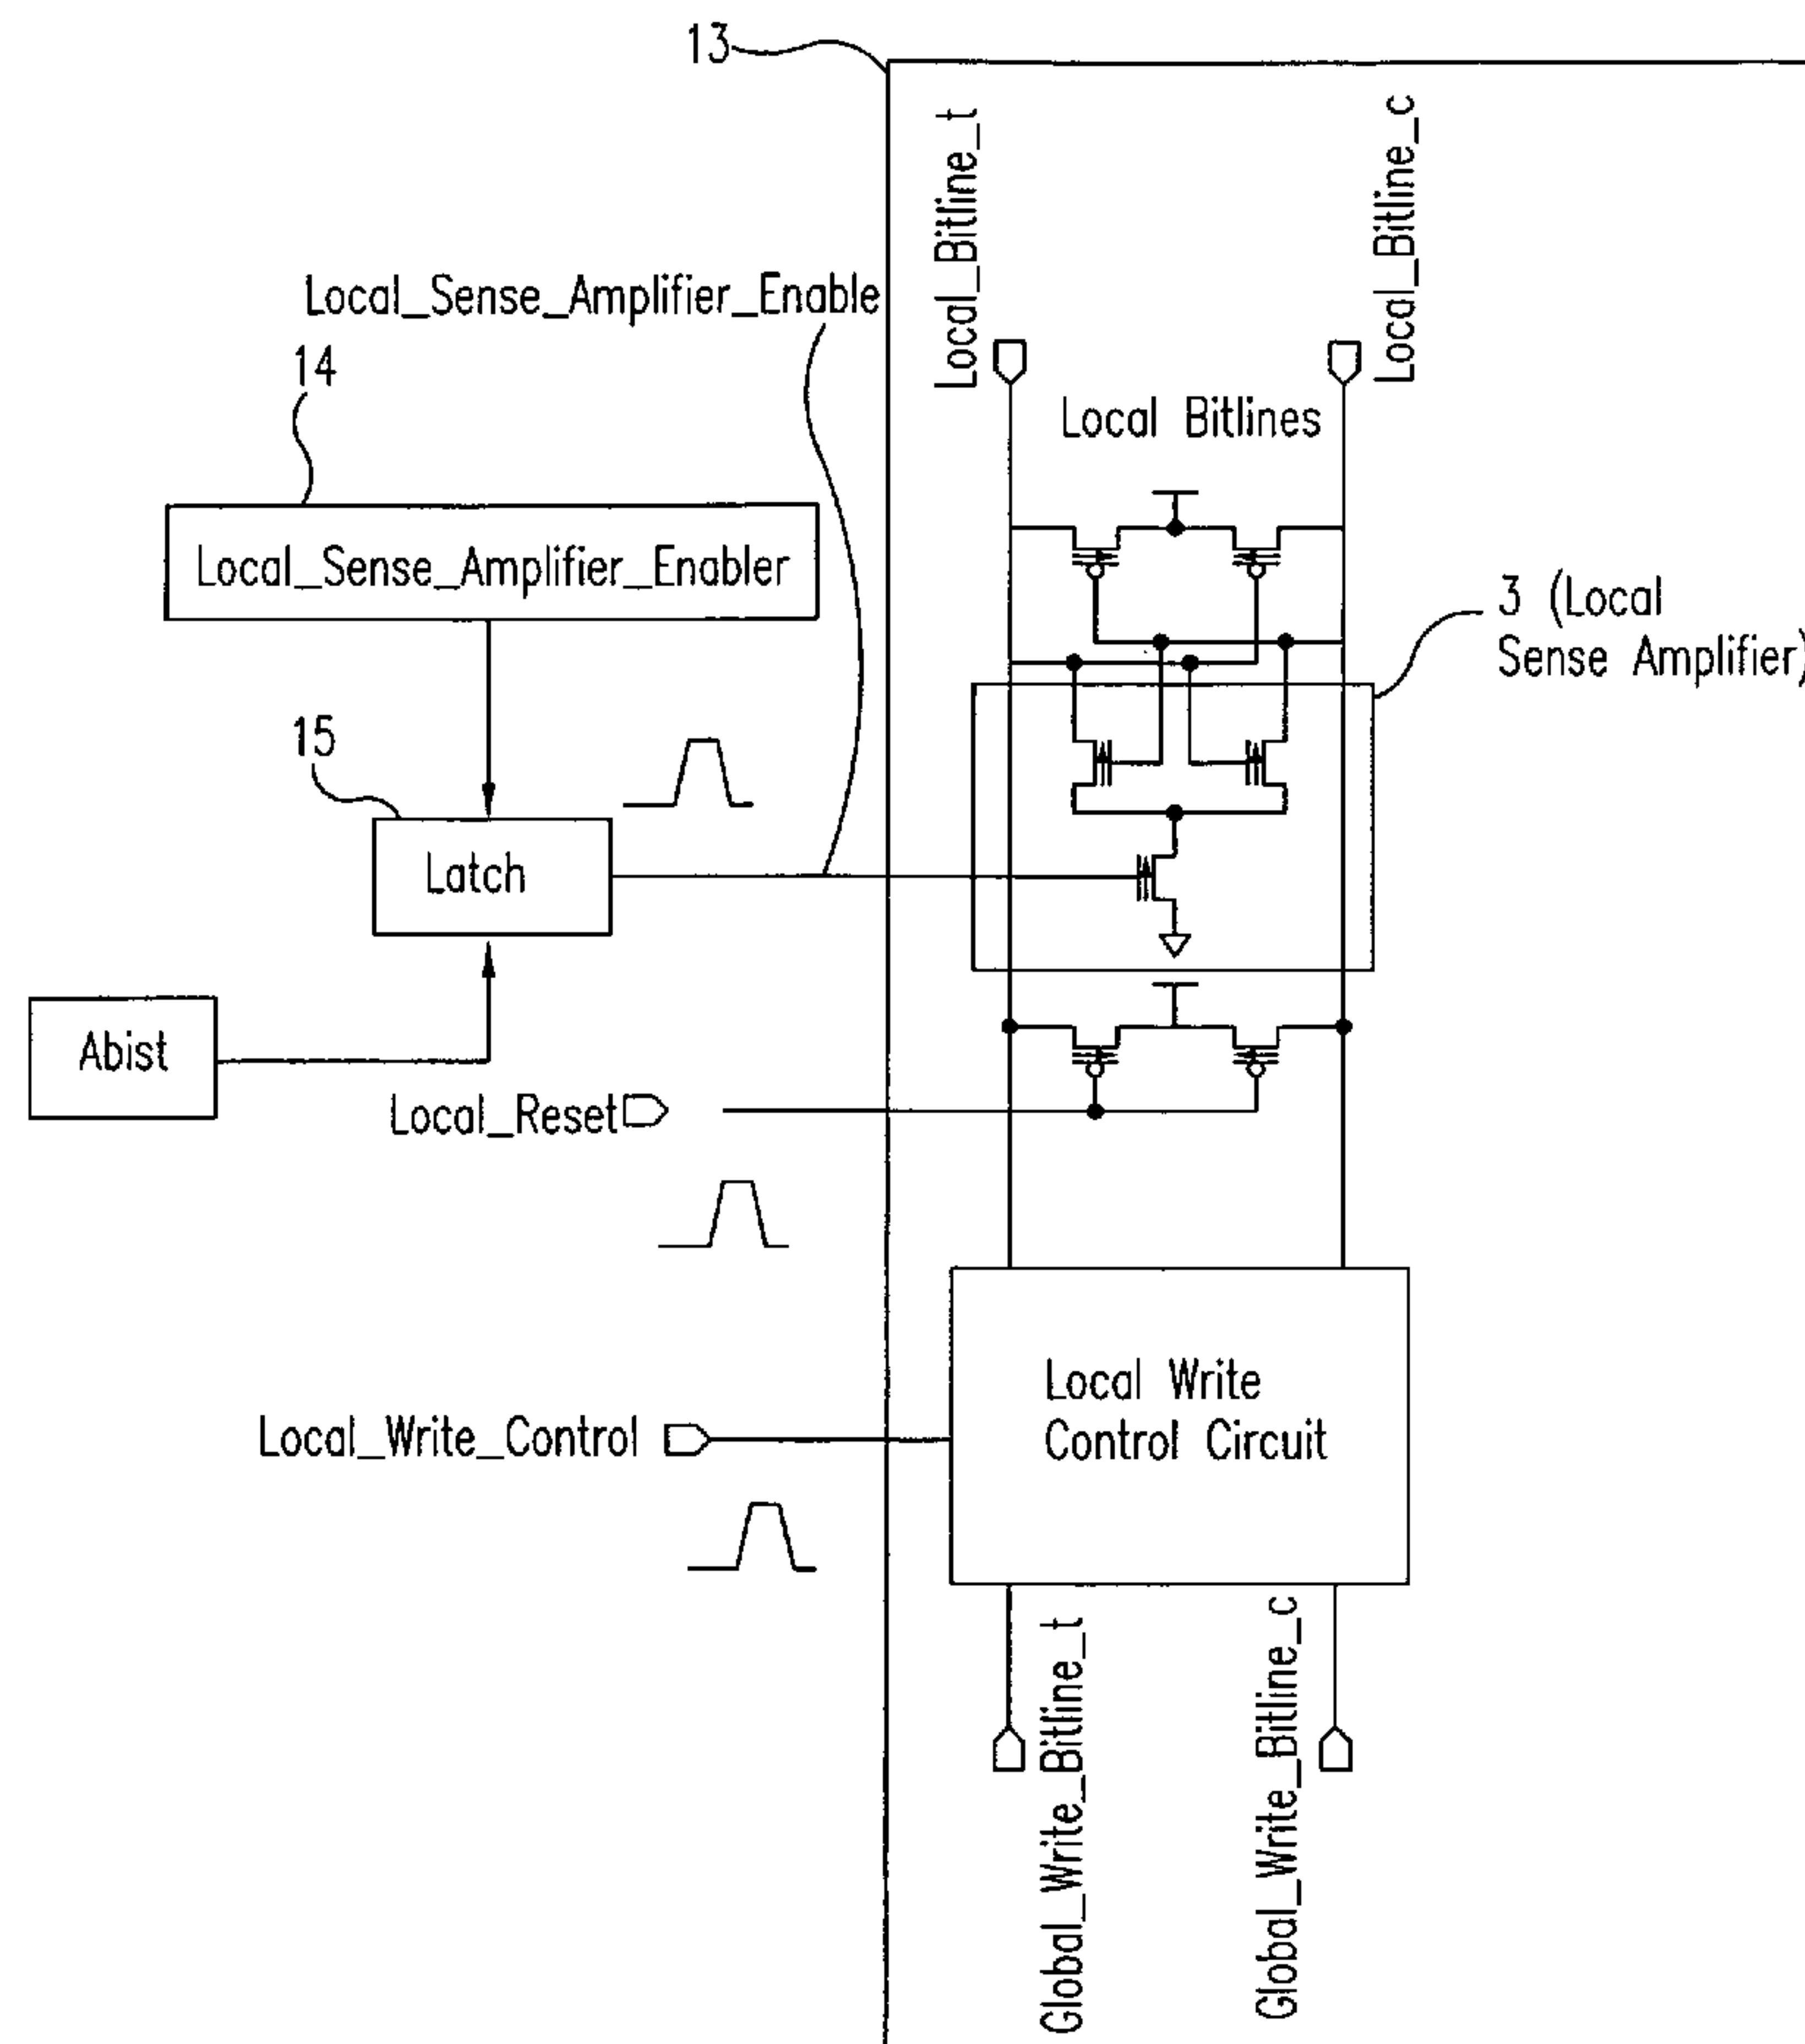 13
Local_Bitline_t
Local_Bitline_c
Local_Sense_Amplifier_Enable
14
Local Bitlines
Local_Sense_Amplifier_Enabler
3 (Local
Sense Amplifier)
15
Latch
Abist
Local_Reset
Local Write
Control Circuit
Local_Write_Control
Global_Write_Bitline_t
Global_Write_Bitline_c